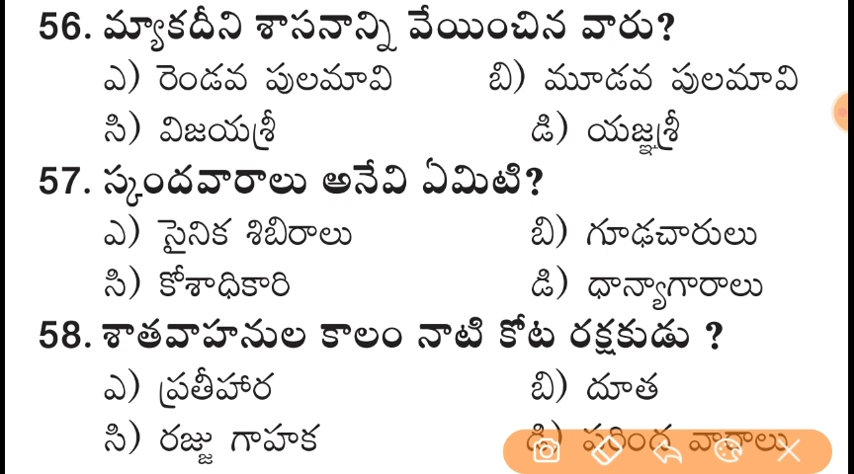 56. మ్యాకదీని శాసనాన్ని వేయించిన వారు?
ఎ) రెండవ పులమావి బి) మూడవ పులమావి
సి) విజయశ్రీ డి) యజ్ఞశ్రీ
57. స్కందవారాలు అనేవి ఏమిటి?
ఎ) సైనిక శిబిరాలు బి) గూఢచారులు
సి) కోశాధికారి డి) ధాన్యాగారాలు
58. శాతవాహనుల కాలం నాటి కోట రక్షకుడు ?
ఎ) ప్రతీహార బి) దూత
సి) రజ్జు గాహక డి)